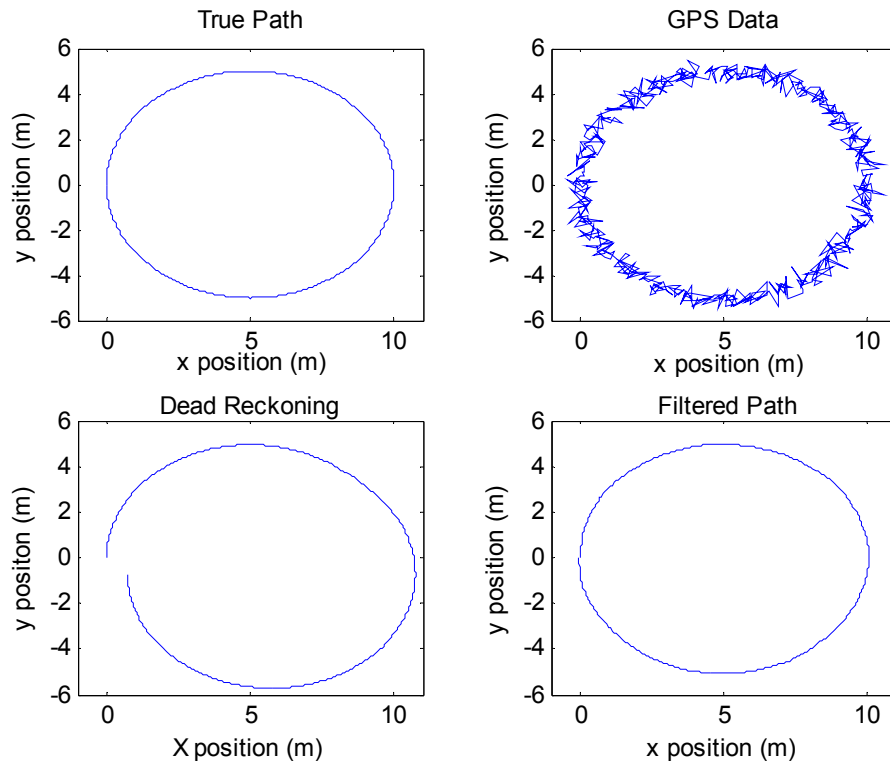 True Path
6
4
2
0
-2
-4
-6
y position (m)
0 5 10
x position (m)
GPS Data
6
4
2
0
-2
-4
-6
y position (m)
0 5 10
x position (m)
Dead Reckoning
6
4
2
0
-2
-4
-6
y positon (m)
0 5 10
X position (m)
Filtered Path
6
4
2
0
-2
-4
-6
y position (m)
0 5 10
x position (m)